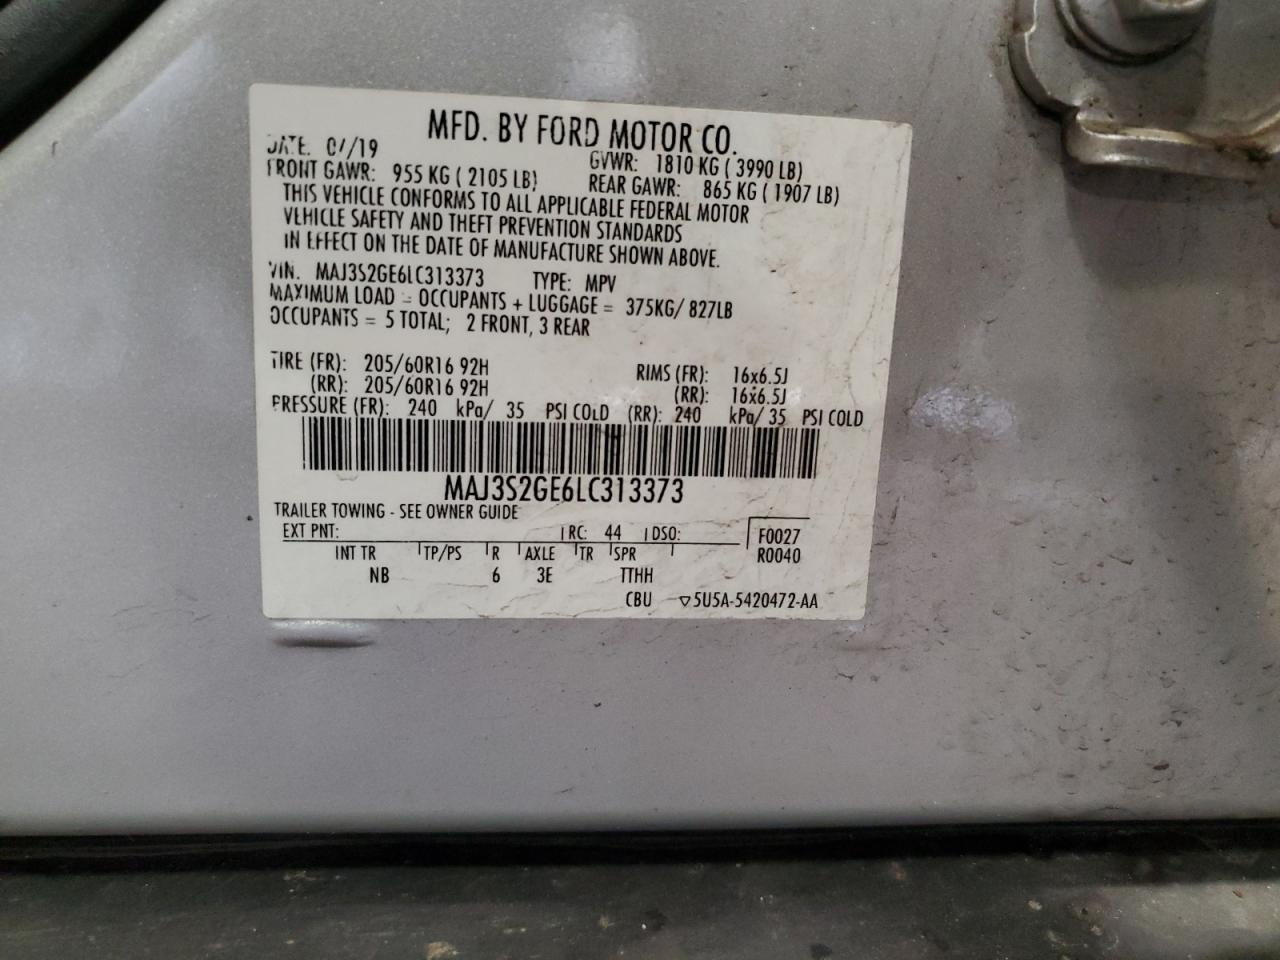 MFD. BY FORD MOTOR CO.
DATE: 07/19 GVWR: 1810 KG ( 3990 LB)
FRONT GAWR: 955 KG ( 2105 LB) REAR GAWR: 865 KG ( 1907 LB)
THIS VEHICLE CONFORMS TO ALL APPLICABLE FEDERAL MOTOR
VEHICLE SAFETY AND THEFT PREVENTION STANDARDS
IN EFFECT ON THE DATE OF MANUFACTURE SHOWN ABOVE.
VIN: MAJ3S2GE6LC313373 TYPE: MPV
MAXIMUM LOAD = OCCUPANTS + LUGGAGE = 375KG/ 827LB
OCCUPANTS = 5 TOTAL; 2 FRONT, 3 REAR
TIRE (FR): 205/60R16 92H RIMS (FR): 16x6.5J
(RR): 205/60R16 92H (RR): 16x6.5J
PRESSURE (FR): 240 kPa/ 35 PSI COLD (RR): 240 kPa/ 35 PSI COLD
MAJ3S2GE6LC313373
TRAILER TOWING - SEE OWNER GUIDE
EXT PNT: RC: 44 DSO: F0027
INT TR TP/PS R AXLE TR SPR R0040
NB 6 3E TTHH
CBU ▽5U5A-5420472-AA